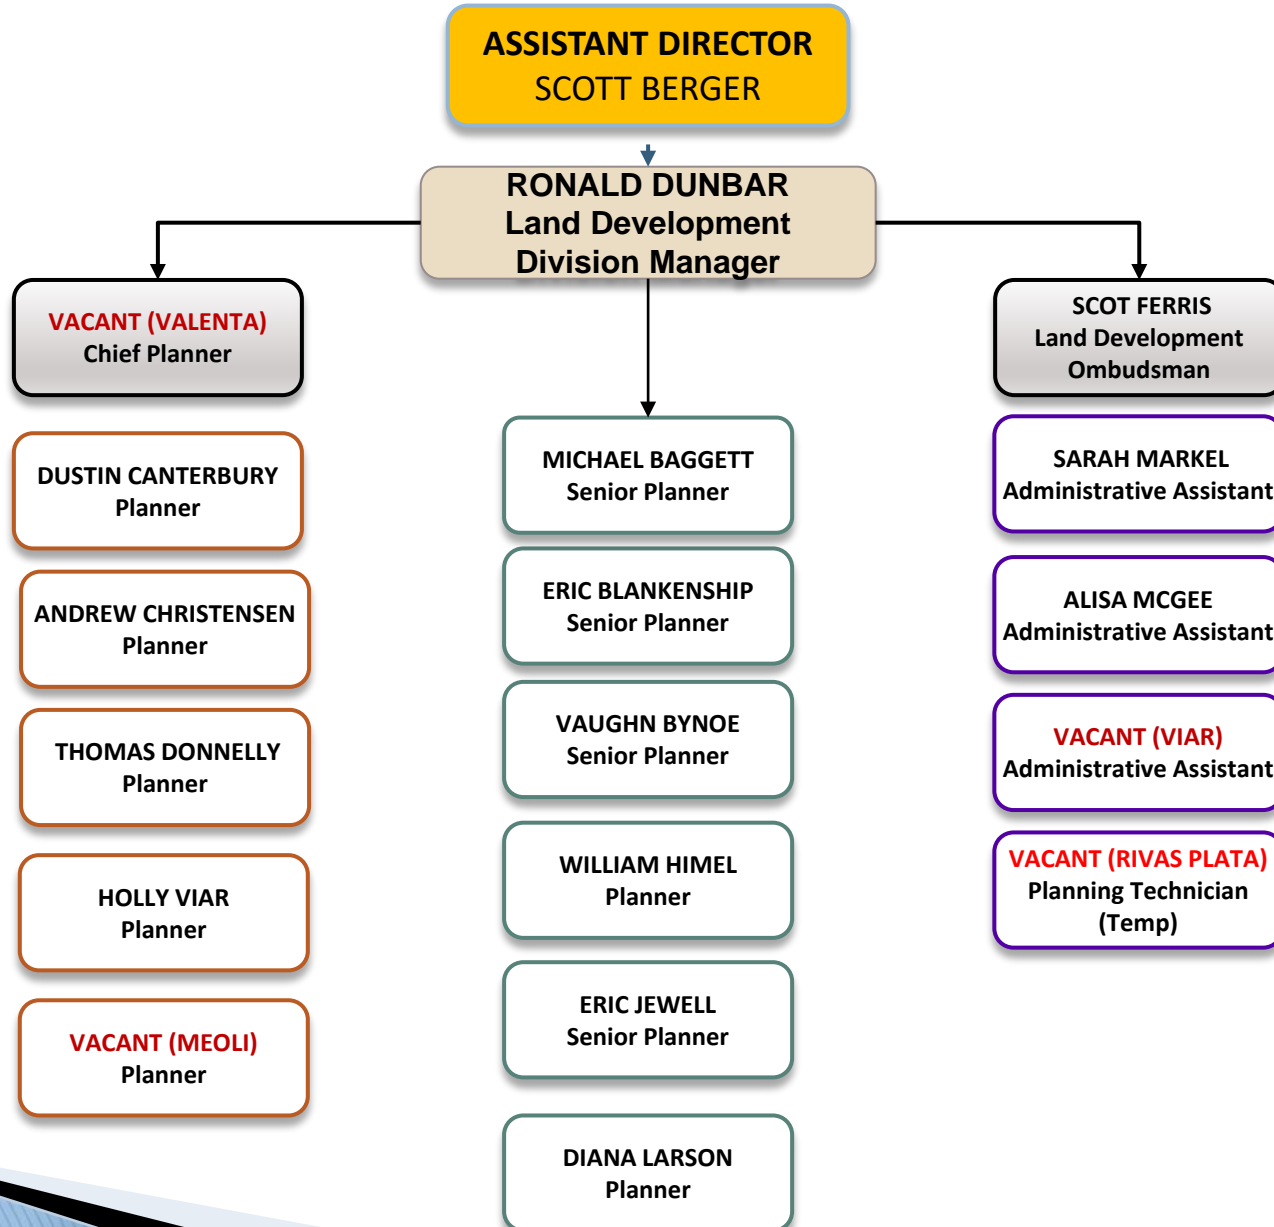 ASSISTANT DIRECTOR
SCOTT BERGER
RONALD DUNBAR
Land Development
Division Manager
VACANT (VALENTA)
Chief Planner
DUSTIN CANTERBURY
Planner
ANDREW CHRISTENSEN
Planner
THOMAS DONNELLY
Planner
HOLLY VIAR
Planner
VACANT (MEOLI)
Planner
MICHAEL BAGGETT
Senior Planner
ERIC BLANKENSHIP
Senior Planner
VAUGHN BYNOE
Senior Planner
WILLIAM HIMEL
Planner
ERIC JEWELL
Senior Planner
DIANA LARSON
Planner
SCOT FERRIS
Land Development
Ombudsman
SARAH MARKEL
Administrative Assistant
ALISA MCGEE
Administrative Assistant
VACANT (VIAR)
Administrative Assistant
VACANT (RIVAS PLATA)
Planning Technician
(Temp)